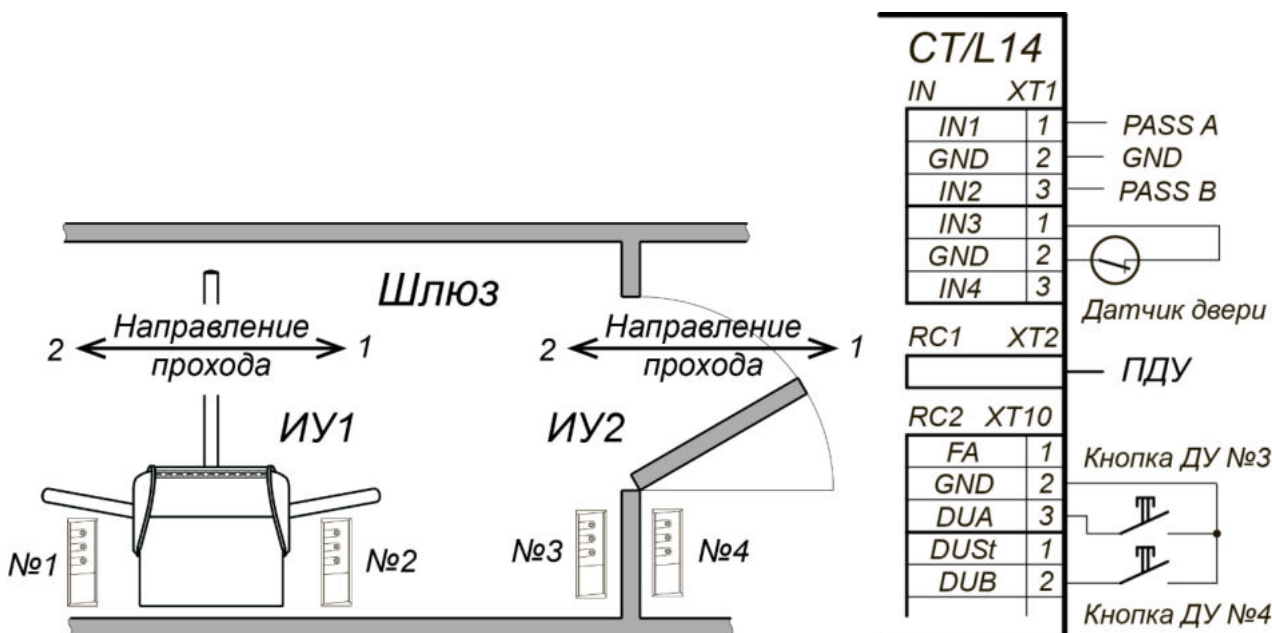 Шлюз
Направление
прохода
2
1
Направление
прохода
2
1
ИУ1
ИУ2
№1
№2
№3
№4
CT/L14
IN XT1
IN1 1 PASS A
GND 2 GND
IN2 3 PASS B
IN3 1
GND 2
IN4 3
Датчик двери
RC1 XT2
ПДУ
RC2 XT10
FA 1 Кнопка ДУ №3
GND 2
DUA 3
DUSt 1
DUB 2
Кнопка ДУ №4